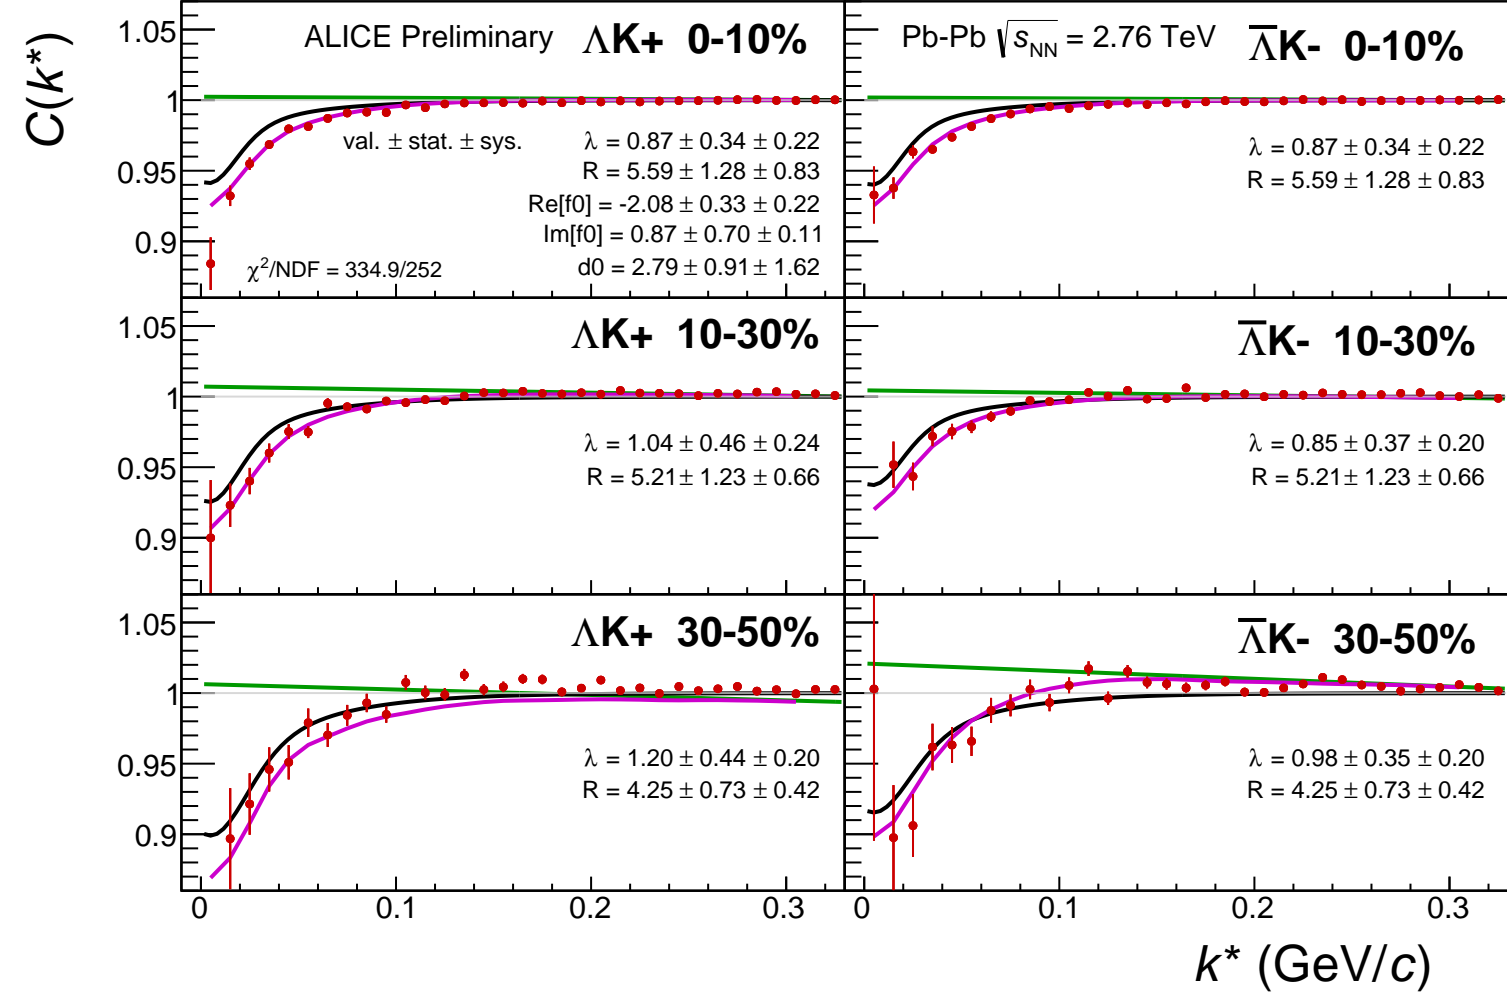 C(k*)
1.05
1
0.95
0.9
ALICE Preliminary ΛK+ 0-10%
val. ± stat. ± sys.
λ = 0.87 ± 0.34 ± 0.22
R = 5.59 ± 1.28 ± 0.83
Re[f0] = -2.08 ± 0.33 ± 0.22
Im[f0] = 0.87 ± 0.70 ± 0.11
d0 = 2.79 ± 0.91 ± 1.62
χ²/NDF = 334.9/252
Pb-Pb √sNN = 2.76 TeV Λ̅K- 0-10%
λ = 0.87 ± 0.34 ± 0.22
R = 5.59 ± 1.28 ± 0.83
1.05
1
0.95
0.9
ΛK+ 10-30%
λ = 1.04 ± 0.46 ± 0.24
R = 5.21 ± 1.23 ± 0.66
Λ̅K- 10-30%
λ = 0.85 ± 0.37 ± 0.20
R = 5.21 ± 1.23 ± 0.66
1.05
1
0.95
0.9
ΛK+ 30-50%
λ = 1.20 ± 0.44 ± 0.20
R = 4.25 ± 0.73 ± 0.42
Λ̅K- 30-50%
λ = 0.98 ± 0.35 ± 0.20
R = 4.25 ± 0.73 ± 0.42
0 0.1 0.2 0.3 0 0.1 0.2 0.3
k* (GeV/c)